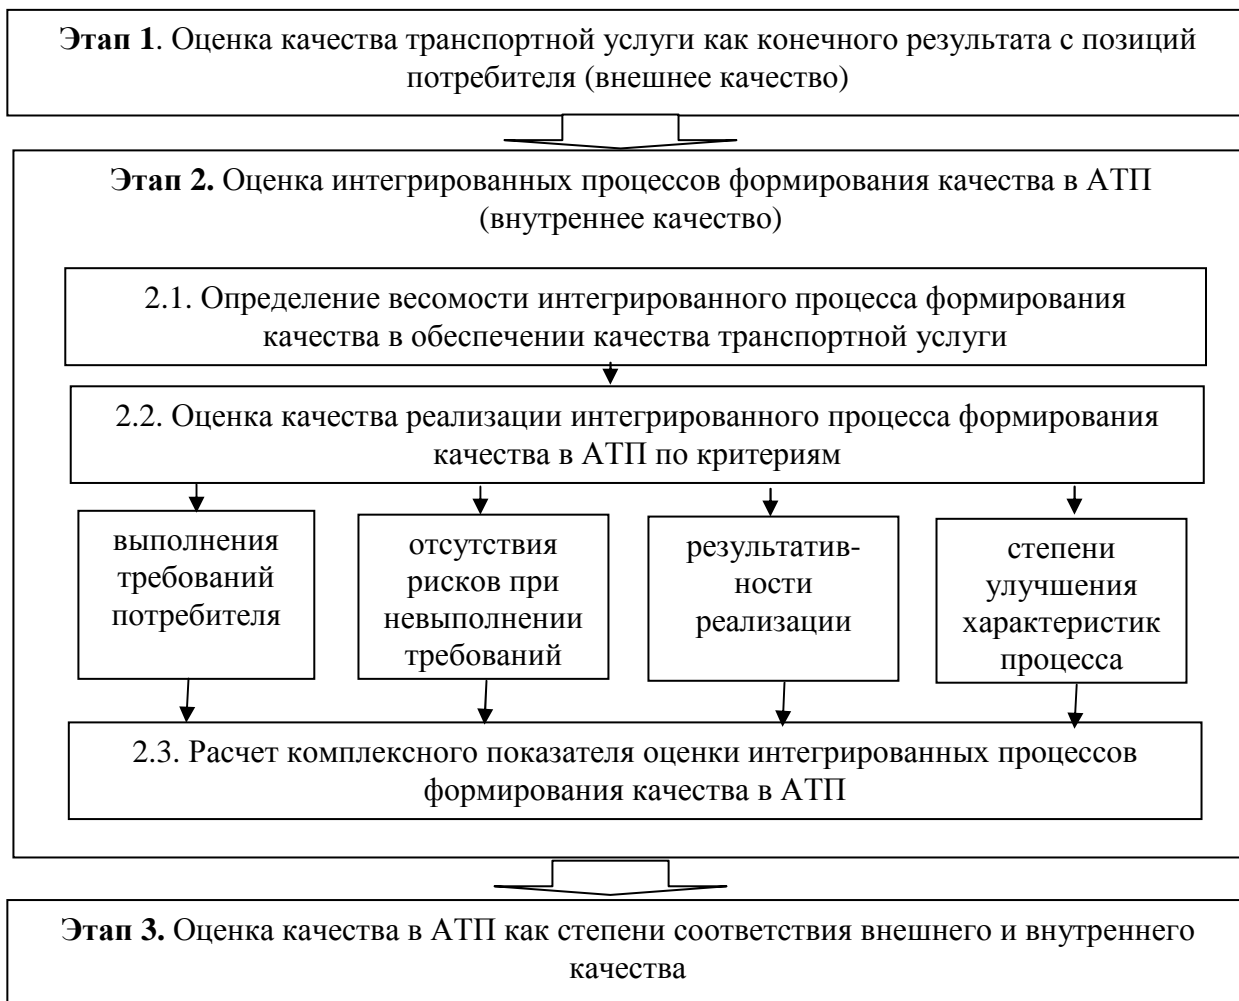 Этап 1. Оценка качества транспортной услуги как конечного результата с позиций
потребителя (внешнее качество)
Этап 2. Оценка интегрированных процессов формирования качества в АТП
(внутреннее качество)
2.1. Определение весомости интегрированного процесса формирования
качества в обеспечении качества транспортной услуги
2.2. Оценка качества реализации интегрированного процесса формирования
качества в АТП по критериям
выполнения
требований
потребителя
отсутствия
рисков при
невыполнении
требований
результатив-
ности
реализации
степени
улучшения
характеристик
процесса
2.3. Расчет комплексного показателя оценки интегрированных процессов
формирования качества в АТП
Этап 3. Оценка качества в АТП как степени соответствия внешнего и внутреннего
качества